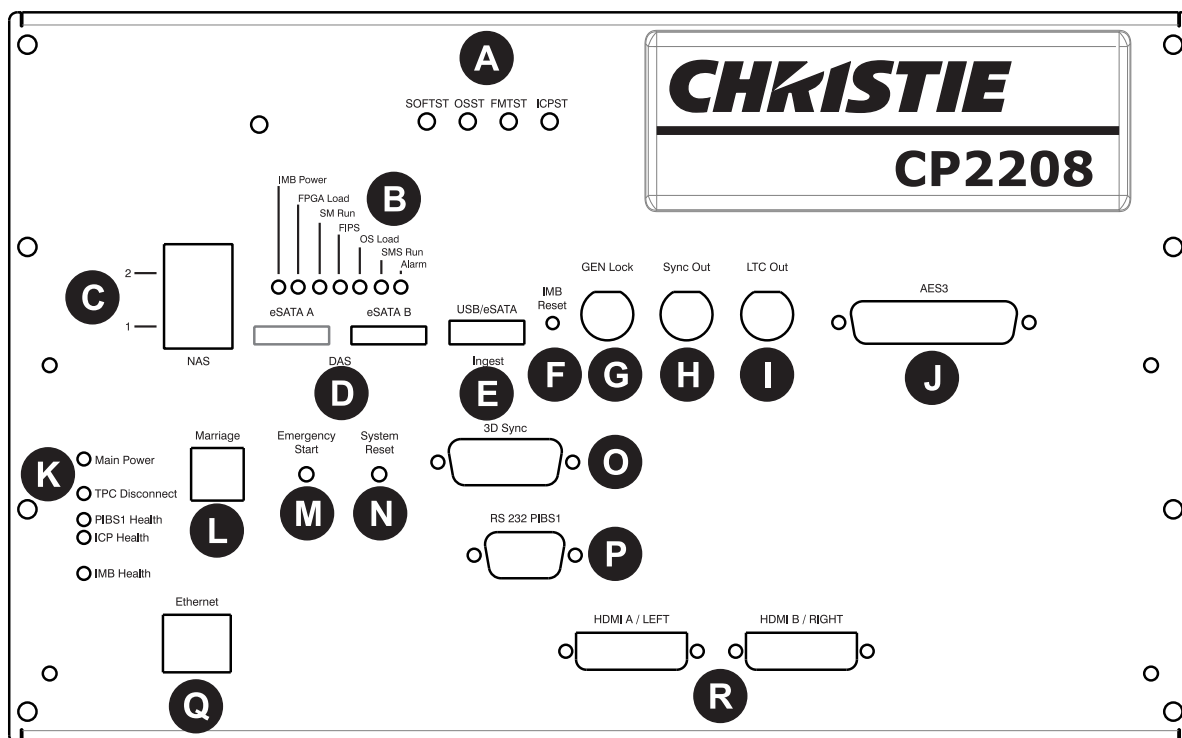 A
SOFTST OSST FMTST ICPST
CHRISTIE
CP2208
IMB Power
FPGA Load
SM Run
FIPS
OS Load
SMS Run
Alarm
B
C
2
1
NAS
eSATA A
eSATA B
DAS
D
USB/eSATA
Ingest
E
IMB
Reset
F
GEN Lock
G
Sync Out
H
LTC Out
I
AES3
J
K
Main Power
TPC Disconnect
PIBS1 Health
ICP Health
IMB Health
Marriage
L
Emergency
Start
M
System
Reset
N
3D Sync
O
RS 232 PIBS1
P
Ethernet
Q
HDMI A / LEFT
HDMI B / RIGHT
R